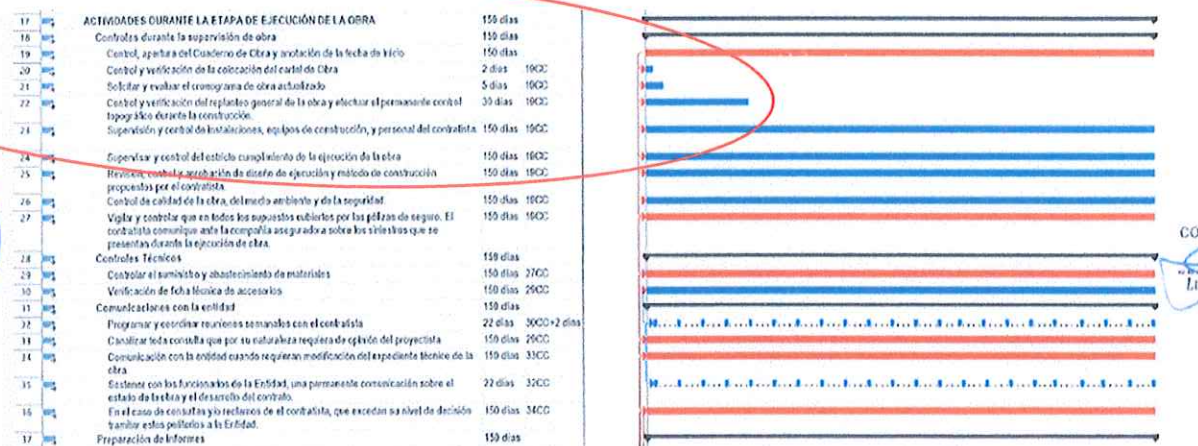 17 ACTIVIDADES DURANTE LA ETAPA DE EJECUCIÓN DE LA OBRA 150 días
18 Controles durante la supervisión de obra 150 días
19 Control, apertura del Cuaderno de Obra y anotación de la fecha de inicio 150 días
20 Control y verificación de la colocación del cartel de Obra 2 días 19CC
21 Solicitar y evaluar el cronograma de obra actualizado 5 días 19CC
22 Control y verificación del replanteo general de la obra y efectuar el permanente control 30 días 19CC
topográfico durante la construcción.
23 Supervisión y control de instalaciones, equipos de construcción, y personal del contratista. 150 días 19CC
24 Supervisar y control del estricto cumplimiento de la ejecución de la obra 150 días 19CC
25 Revisión, control y aprobación de diseño de ejecución y método de construcción 150 días 19CC
propuestos por el contratista.
26 Control de calidad de la obra, del medio ambiente y de la seguridad. 150 días 19CC
27 Vigilar y controlar que en todos los supuestos cubiertos por las pólizas de seguro. El 150 días 19CC
contratista comunique ante la compañía aseguradora sobre los siniestros que se
presentan durante la ejecución de obra.
CO
28 Controles Técnicos 150 días
29 Controlar el suministro y abastecimiento de materiales 150 días 27CC
30 Verificación de ficha técnica de accesorios 150 días 29CC
31 Comunicaciones con la entidad 150 días
32 Programar y coordinar reuniones semanales con el contratista 22 días 30CC+2 días
33 Canalizar toda consulta que por su naturaleza requiera de opinión del proyectista 150 días 29CC
34 Comunicación con la entidad cuando requieran modificación del expediente técnico de la 150 días 33CC
obra
35 Sostener con los funcionarios de la Entidad, una permanente comunicación sobre el 22 días 32CC
estado de la obra y el desarrollo del contrato.
36 En el caso de consultas y/o reclamos de el contratista, que excedan su nivel de decisión 150 días 34CC
tramitar estos a la Entidad.
37 Preparación de Informes 150 días